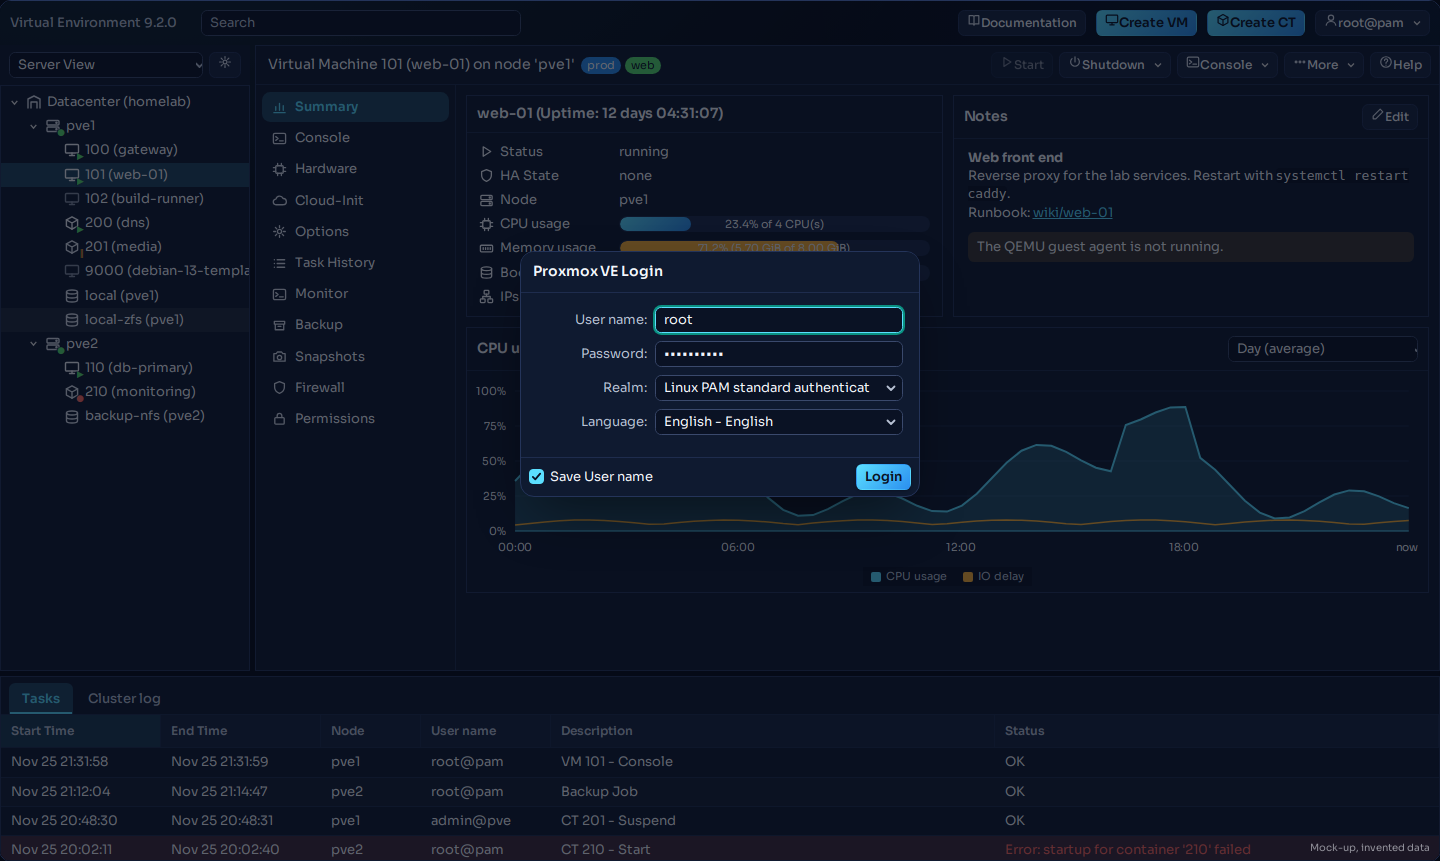 Virtual Environment 9.2.0
Search
Documentation
Create VM
Create CT
root@pam
Server View
Virtual Machine 101 (web-01) on node 'pve1' prod web
Start
Shutdown
Console
More
Help
Datacenter (homelab)
pve1
100 (gateway)
101 (web-01)
102 (build-runner)
200 (dns)
201 (media)
9000 (debian-13-templa
local (pve1)
local-zfs (pve1)
pve2
110 (db-primary)
210 (monitoring)
backup-nfs (pve2)
Summary
Console
Hardware
Cloud-Init
Options
Task History
Monitor
Backup
Snapshots
Firewall
Permissions
web-01 (Uptime: 12 days 04:31:07)
Status running
HA State none
Node pve1
CPU usage 23.4% of 4 CPU(s)
Memory usage 71.2% (5.70 GiB of 8.00 GiB)
IPs
Notes
Edit
Web front end
Reverse proxy for the lab services. Restart with systemctl restart
caddy.
Runbook: wiki/web-01
The QEMU guest agent is not running.
Proxmox VE Login
User name: root
Password:
Realm: Linux PAM standard authenticat
Language: English - English
Save User name
Login
CPU u
Day (average)
100%
75%
50%
25%
0%
00:00 06:00 12:00 18:00 now
CPU usage IO delay
Tasks Cluster log
Start Time End Time Node User name Description Status
Nov 25 21:31:58 Nov 25 21:31:59 pve1 root@pam VM 101 - Console OK
Nov 25 21:12:04 Nov 25 21:14:47 pve2 root@pam Backup Job OK
Nov 25 20:48:30 Nov 25 20:48:31 pve1 admin@pve CT 201 - Suspend OK
Nov 25 20:02:11 Nov 25 20:02:40 pve2 root@pam CT 210 - Start Error: startup for container '210' failed
Mock-up, invented data